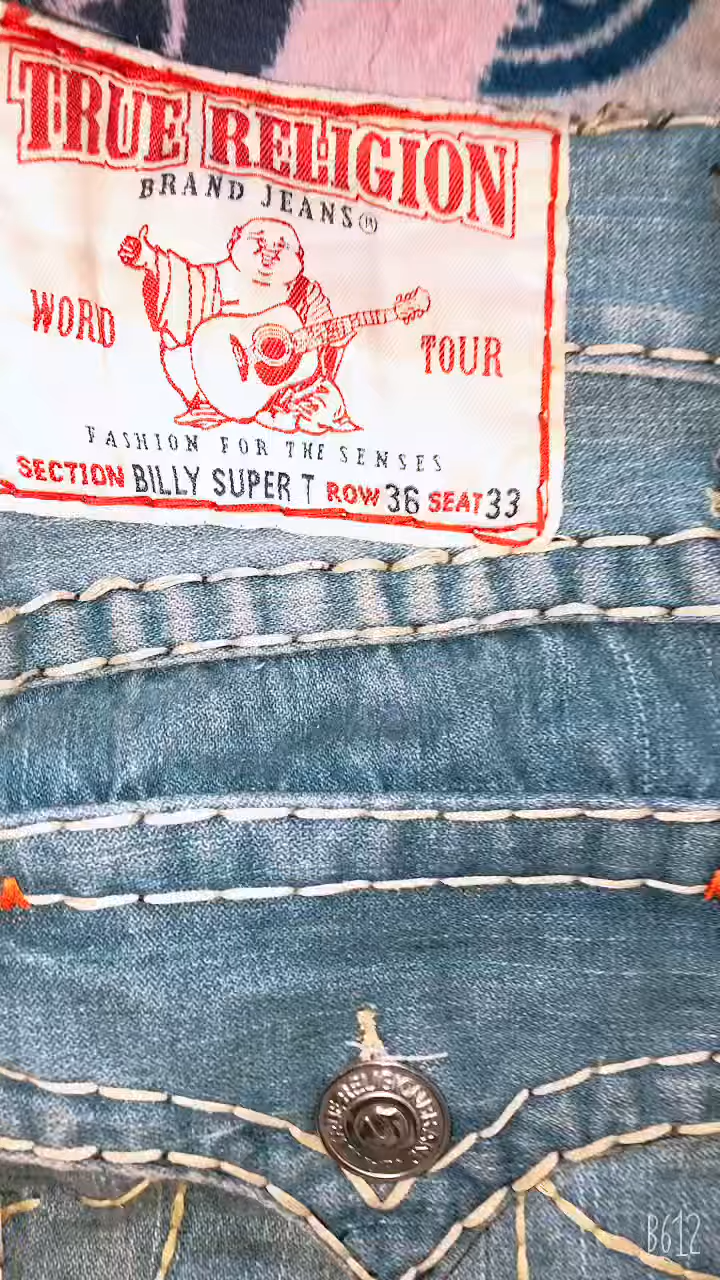 TRUE RELIGION
BRAND JEANS®
WORD TOUR
FASHION FOR THE SENSES
SECTION BILLY SUPER T ROW 36 SEAT 33
TRUE RELIGION BRAND
B612